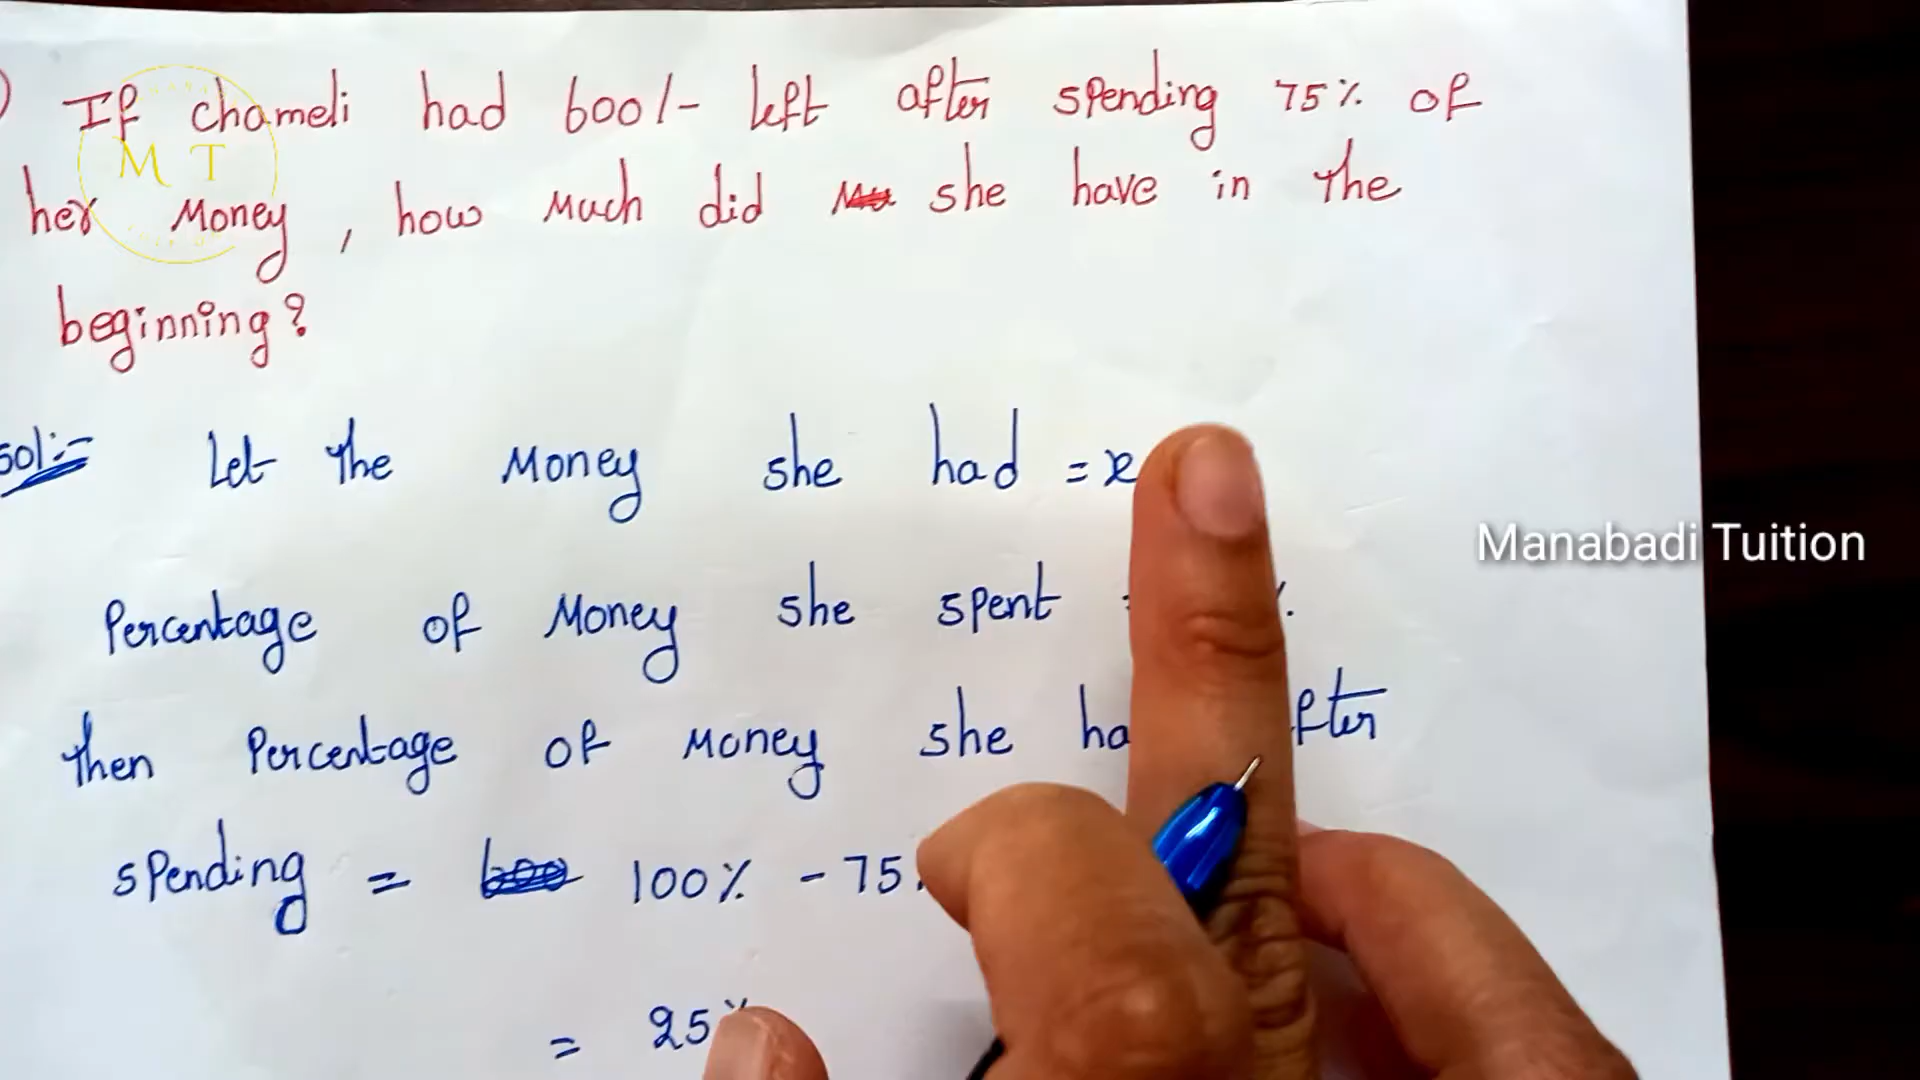 If chameli had 600/- left after spending 75% of
her Money, how Much did she have in the
beginning?
Sol:- Let the Money she had = x
Manabadi Tuition
Percentage of Money she spent
then Percentage of Money she after
spending = 100% - 75
= 25%
M T